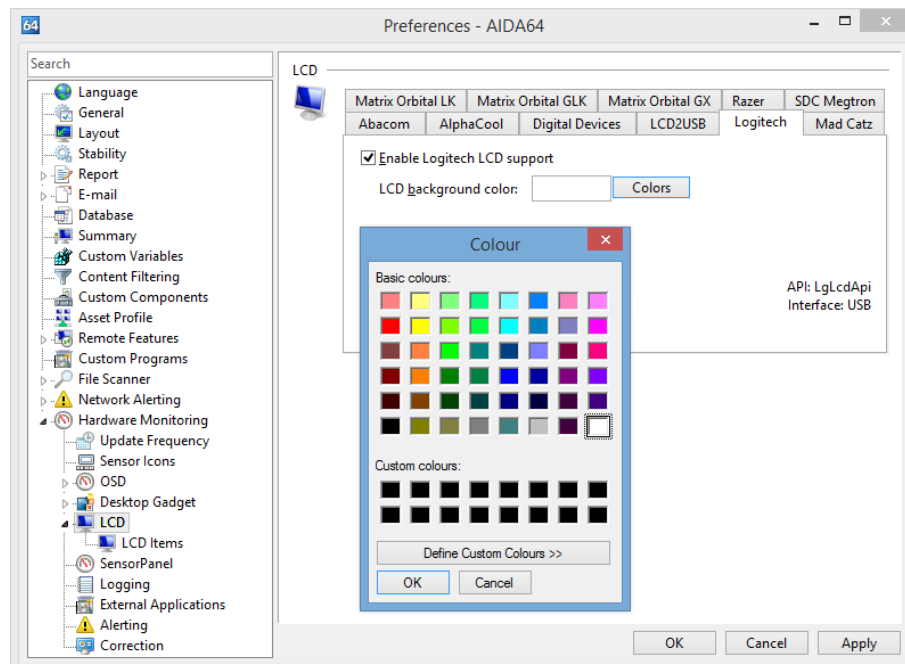 64 Preferences - AIDA64
Search
Language
General
Layout
Stability
Report
E-mail
Database
Summary
Custom Variables
Content Filtering
Custom Components
Asset Profile
Remote Features
Custom Programs
File Scanner
Network Alerting
Hardware Monitoring
Update Frequency
Sensor Icons
OSD
Desktop Gadget
LCD
LCD Items
SensorPanel
Logging
External Applications
Alerting
Correction
LCD
Matrix Orbital LK Matrix Orbital GLK Matrix Orbital GX Razer SDC Megtron
Abacom AlphaCool Digital Devices LCD2USB Logitech Mad Catz
Enable Logitech LCD support
LCD background color: Colors
API: LgLcdApi
Interface: USB
Colour
Basic colours:
Custom colours:
Define Custom Colours >>
OK Cancel
OK Cancel Apply